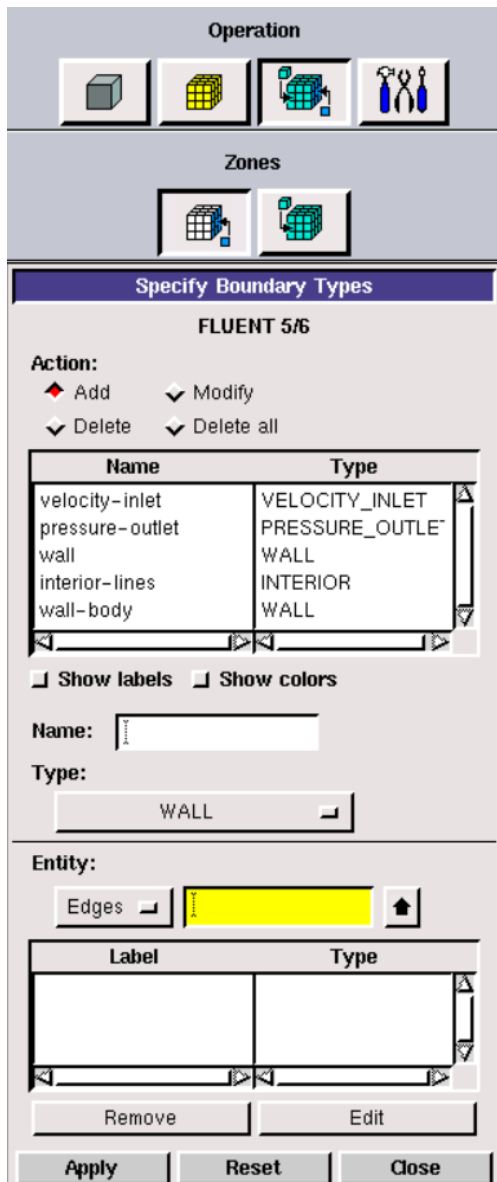 Operation
Zones
Specify Boundary Types
FLUENT 5/6
Action:
Add Modify
Delete Delete all
Name Type
velocity-inlet VELOCITY_INLET
pressure-outlet PRESSURE_OUTLE
wall WALL
interior-lines INTERIOR
wall-body WALL
Show labels Show colors
Name:
Type:
WALL
Entity:
Edges
Label Type
Remove Edit
Apply Reset Close